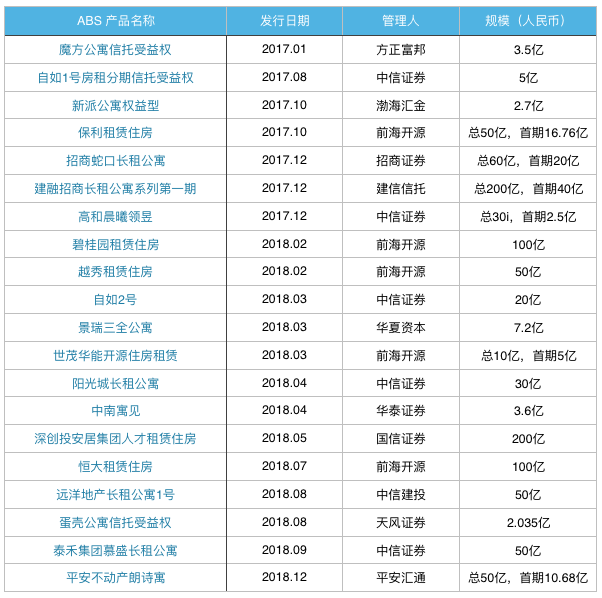 ABS 产品名称 发行日期 管理人 规模（人民币）
魔方公寓信托受益权 2017.01 方正富邦 3.5亿
自如1号房租分期信托受益权 2017.08 中信证券 5亿
新派公寓权益型 2017.10 渤海汇金 2.7亿
保利租赁住房 2017.10 前海开源 总50亿，首期16.76亿
招商蛇口长租公寓 2017.12 招商证券 总60亿，首期20亿
建融招商长租公寓系列第一期 2017.12 建信信托 总200亿，首期40亿
高和晨曦领昱 2017.12 中信证券 总30i，首期2.5亿
碧桂园租赁住房 2018.02 前海开源 100亿
越秀租赁住房 2018.02 前海开源 50亿
自如2号 2018.03 中信证券 20亿
景瑞三全公寓 2018.03 华夏资本 7.2亿
世茂华能开源住房租赁 2018.03 前海开源 总10亿，首期5亿
阳光城长租公寓 2018.04 中信证券 30亿
中南寓见 2018.04 华泰证券 3.6亿
深创投安居集团人才租赁住房 2018.05 国信证券 200亿
恒大租赁住房 2018.07 前海开源 100亿
远洋地产长租公寓1号 2018.08 中信建投 50亿
蛋壳公寓信托受益权 2018.08 天风证券 2.035亿
泰禾集团慕盛长租公寓 2018.09 中信证券 50亿
平安不动产朗诗寓 2018.12 平安汇通 总50亿，首期10.68亿